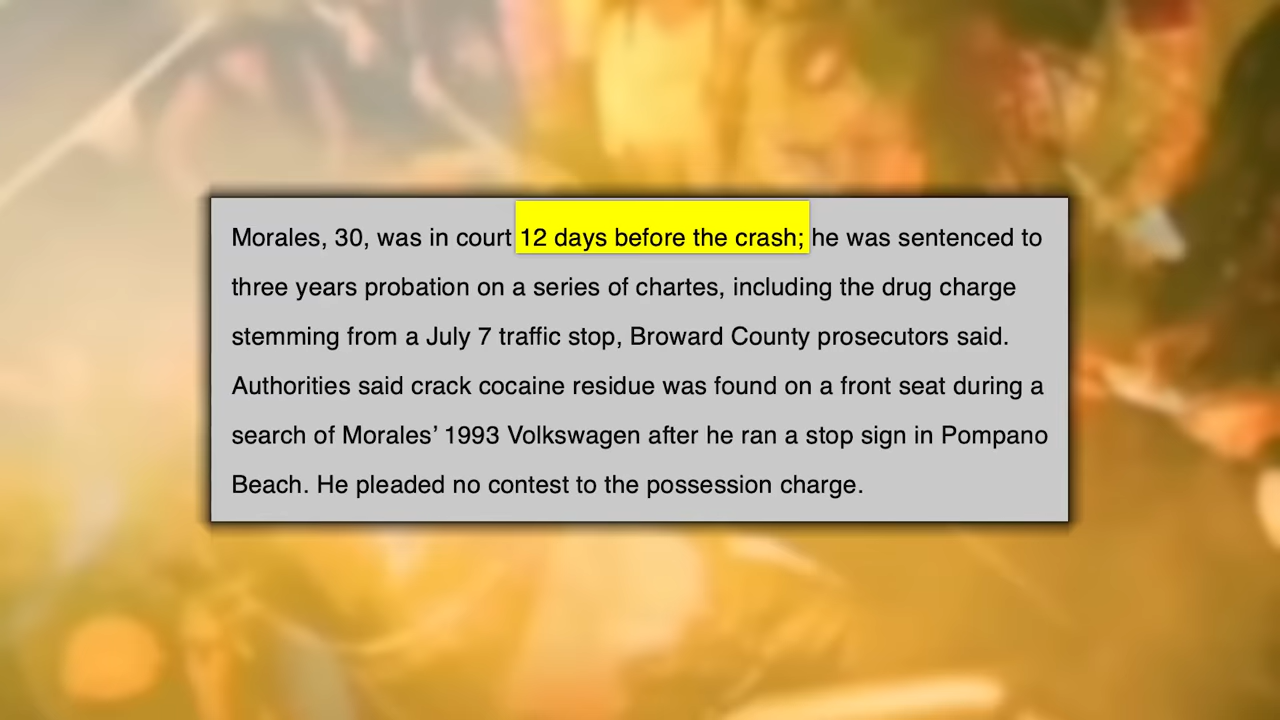 Morales, 30, was in court 12 days before the crash; he was sentenced to
three years probation on a series of chartes, including the drug charge
stemming from a July 7 traffic stop, Broward County prosecutors said.
Authorities said crack cocaine residue was found on a front seat during a
search of Morales’ 1993 Volkswagen after he ran a stop sign in Pompano
Beach. He pleaded no contest to the possession charge.